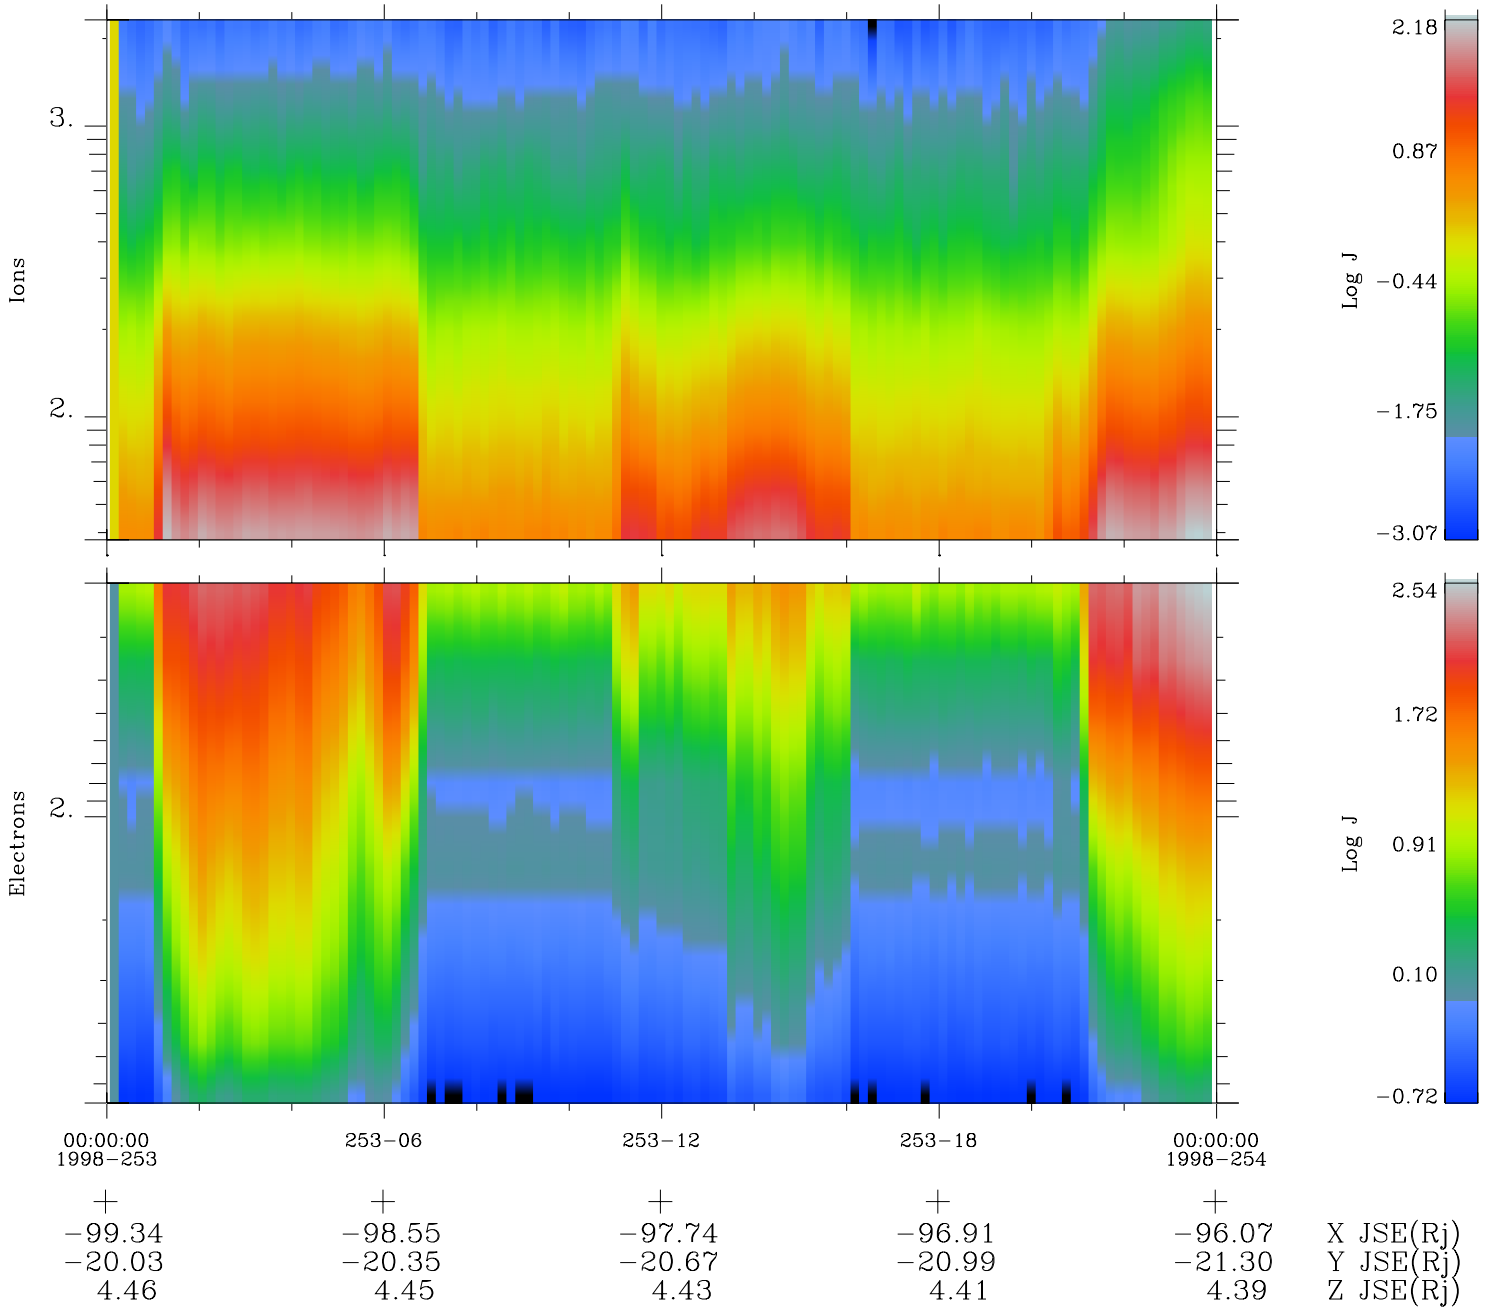 2.18
3.
0.87
Ions
Log J
-0.44
2.
-1.75
-3.07
2.54
1.72
Electrons
2.
Log J
0.91
0.10
-0.72
00:00:00 253-06 253-12 253-18 00:00:00
1998-253 1998-254
-99.34 -98.55 -97.74 -96.91 -96.07 X JSE(Rj)
-20.03 -20.35 -20.67 -20.99 -21.30 Y JSE(Rj)
4.46 4.45 4.43 4.41 4.39 Z JSE(Rj)